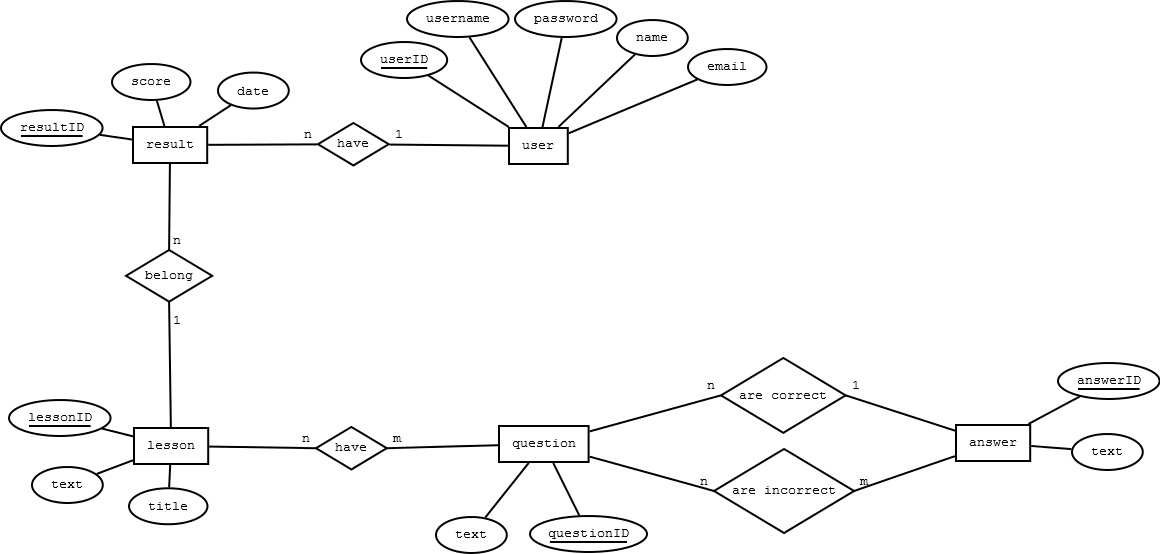 username
password
name
userID
email
score
date
resultID
result
n
have
1
user
n
belong
1
lessonID
lesson
text
title
n
have
m
question
text
questionID
n
are correct
1
n
are incorrect
m
answer
answerID
text